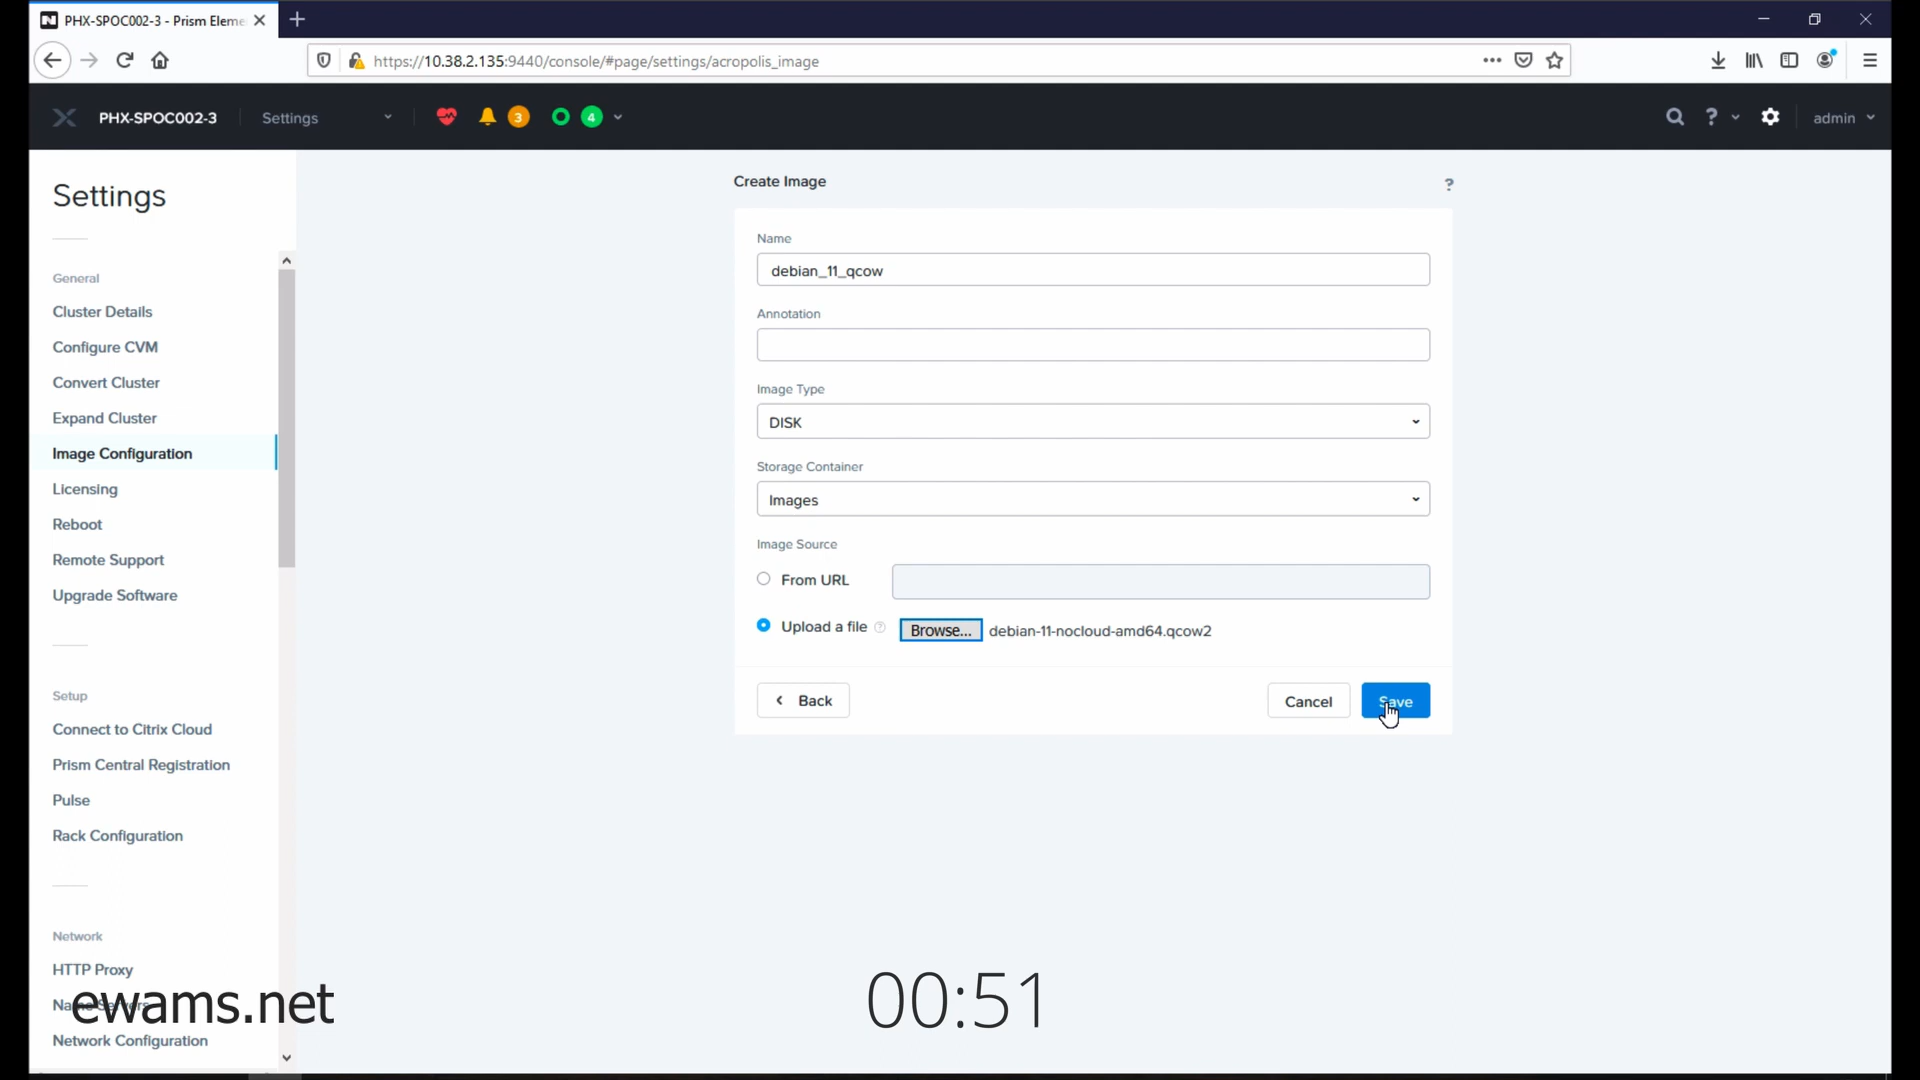 PHX-SPOC002-3 - Prism Eleme
https://10.38.2.135:9440/console/#page/settings/acropolis_image
PHX-SPOC002-3
Settings
3
4
?
admin
Settings
General
Cluster Details
Configure CVM
Convert Cluster
Expand Cluster
Image Configuration
Licensing
Reboot
Remote Support
Upgrade Software
Setup
Connect to Citrix Cloud
Prism Central Registration
Pulse
Rack Configuration
Network
HTTP Proxy
Name Servers
Network Configuration
Create Image
?
Name
debian_11_qcow
Annotation
Image Type
DISK
Storage Container
Images
Image Source
From URL
Upload a file
?
Browse...
debian-11-nocloud-amd64.qcow2
Back
Cancel
Save
ewams.net
00:51